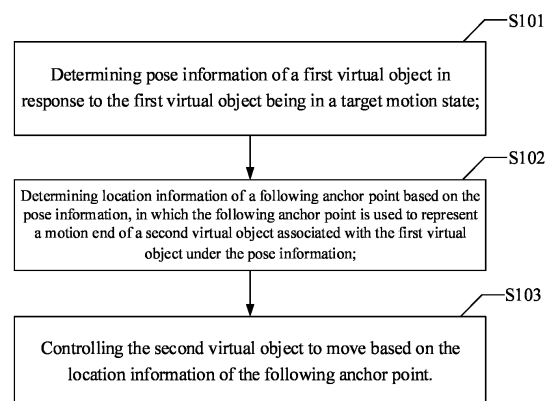 S101
Determining pose information of a first virtual object in
response to the first virtual object being in a target motion state;
S102
Determining location information of a following anchor point based on the
pose information, in which the following anchor point is used to represent
a motion end of a second virtual object associated with the first virtual
object under the pose information;
S103
Controlling the second virtual object to move based on the
location information of the following anchor point.